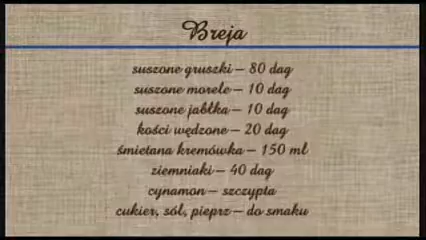 Breja
suszone gruszki – 80 dag
suszone morele – 10 dag
suszone jabłka – 10 dag
kości wędzone – 20 dag
śmietana kremówka – 150 ml
ziemniaki – 40 dag
cynamon – szczypta
cukier, sól, pieprz – do smaku